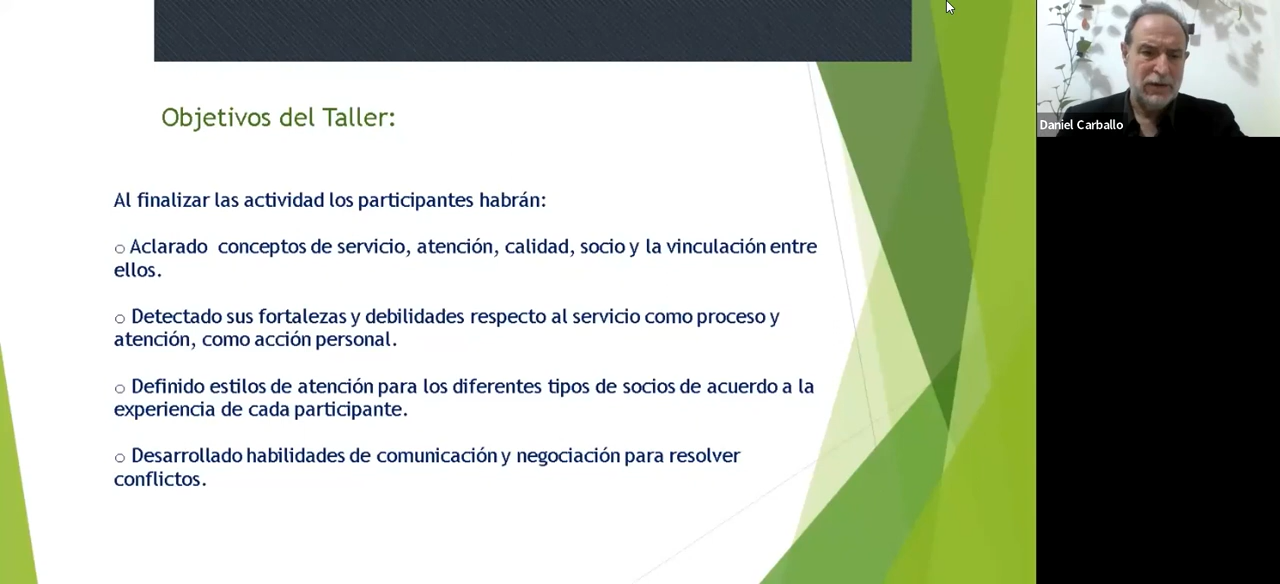 Objetivos del Taller:
Al finalizar las actividad los participantes habrán:
o Aclarado conceptos de servicio, atención, calidad, socio y la vinculación entre
ellos.
o Detectado sus fortalezas y debilidades respecto al servicio como proceso y
atención, como acción personal.
o Definido estilos de atención para los diferentes tipos de socios de acuerdo a la
experiencia de cada participante.
o Desarrollado habilidades de comunicación y negociación para resolver
conflictos.
Daniel Carballo